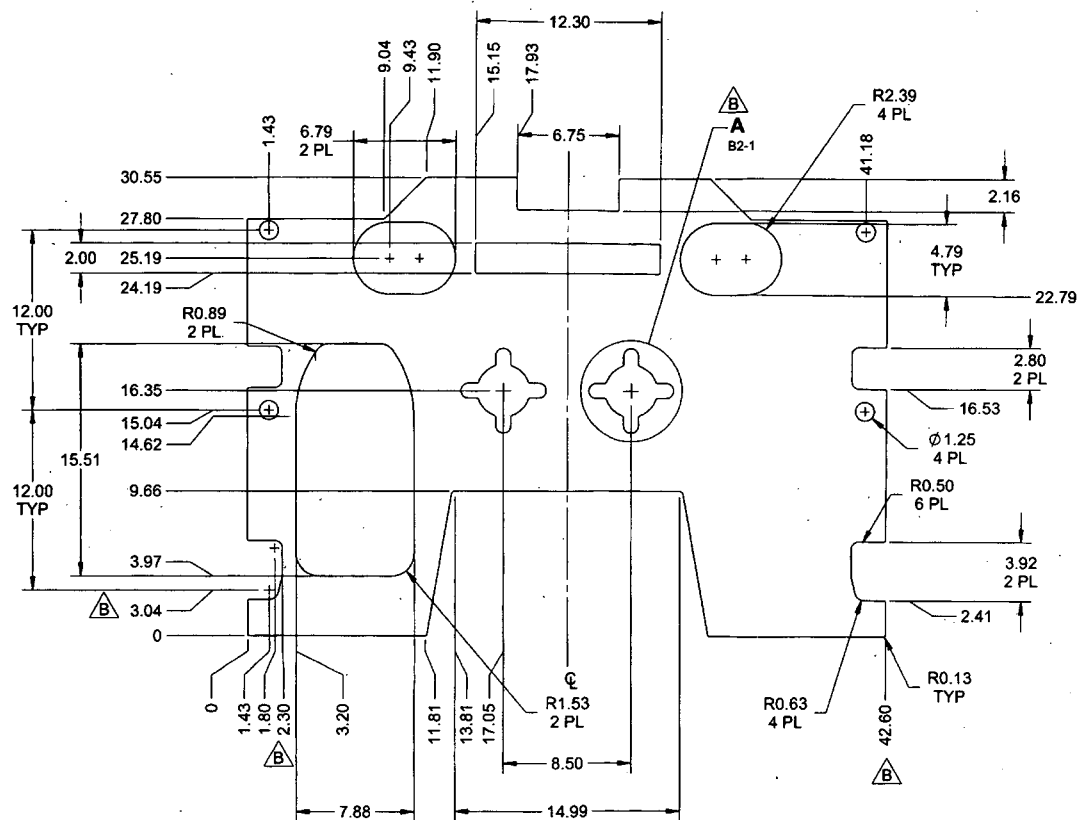 12.30
9.04
9.43
11.90
15.15
17.93
B
A
B2-1
R2.39
4 PL
6.79
2 PL
6.75
1.43
41.18
30.55
2.16
27.80
2.00
25.19
4.79
TYP
24.19
22.79
12.00
TYP
R0.89
2 PL
2.80
2 PL
16.35
16.53
15.04
14.62
Ø1.25
4 PL
15.51
9.66
R0.50
6 PL
12.00
TYP
3.97
3.92
2 PL
B
3.04
2.41
0
R0.13
TYP
0
1.43
1.80
2.30
B
3.20
11.81
13.81
17.05
R1.53
2 PL
℄
R0.63
4 PL
42.60
B
8.50
7.88
14.99